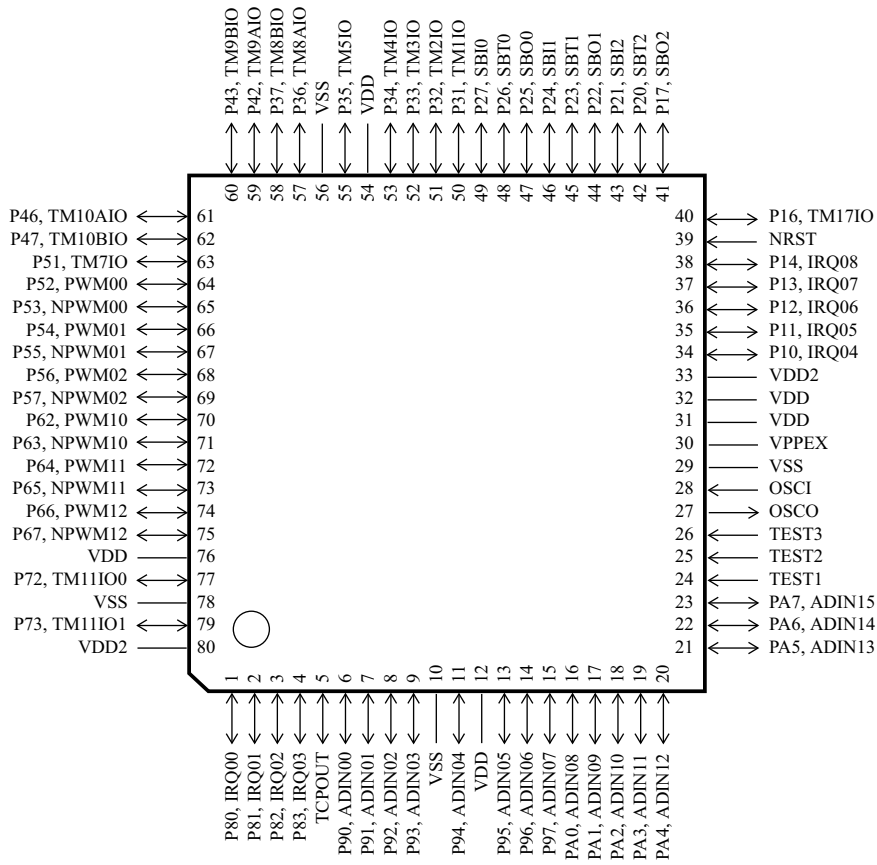 P43, TM9BIO
P42, TM9AIO
P37, TM8BIO
P36, TM8AIO
VSS
P35, TM5IO
VDD
P34, TM4IO
P33, TM3IO
P32, TM2IO
P31, TM1IO
P27, SBI0
P26, SBT0
P25, SBO0
P24, SBI1
P23, SBT1
P22, SBO1
P21, SBI2
P20, SBT2
P17, SBO2
60
59
58
57
56
55
54
53
52
51
50
49
48
47
46
45
44
43
42
41
P46, TM10AIO 61
P47, TM10BIO 62
P51, TM7IO 63
P52, PWM00 64
P53, NPWM00 65
P54, PWM01 66
P55, NPWM01 67
P56, PWM02 68
P57, NPWM02 69
P62, PWM10 70
P63, NPWM10 71
P64, PWM11 72
P65, NPWM11 73
P66, PWM12 74
P67, NPWM12 75
VDD 76
P72, TM11IO0 77
VSS 78
P73, TM11IO1 79
VDD2 80
40 P16, TM17IO
39 NRST
38 P14, IRQ08
37 P13, IRQ07
36 P12, IRQ06
35 P11, IRQ05
34 P10, IRQ04
33 VDD2
32 VDD
31 VDD
30 VPPEX
29 VSS
28 OSCI
27 OSCO
26 TEST3
25 TEST2
24 TEST1
23 PA7, ADIN15
22 PA6, ADIN14
21 PA5, ADIN13
1
2
3
4
5
6
7
8
9
10
11
12
13
14
15
16
17
18
19
20
P80, IRQ00
P81, IRQ01
P82, IRQ02
P83, IRQ03
TCPOUT
P90, ADIN00
P91, ADIN01
P92, ADIN02
P93, ADIN03
VSS
P94, ADIN04
VDD
P95, ADIN05
P96, ADIN06
P97, ADIN07
PA0, ADIN08
PA1, ADIN09
PA2, ADIN10
PA3, ADIN11
PA4, ADIN12